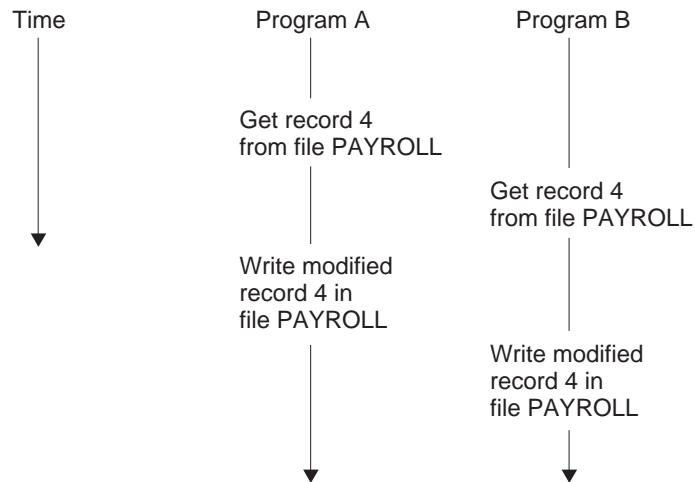 Time
Program A
Program B
Get record 4
from file PAYROLL
Get record 4
from file PAYROLL
Write modified
record 4 in
file PAYROLL
Write modified
record 4 in
file PAYROLL